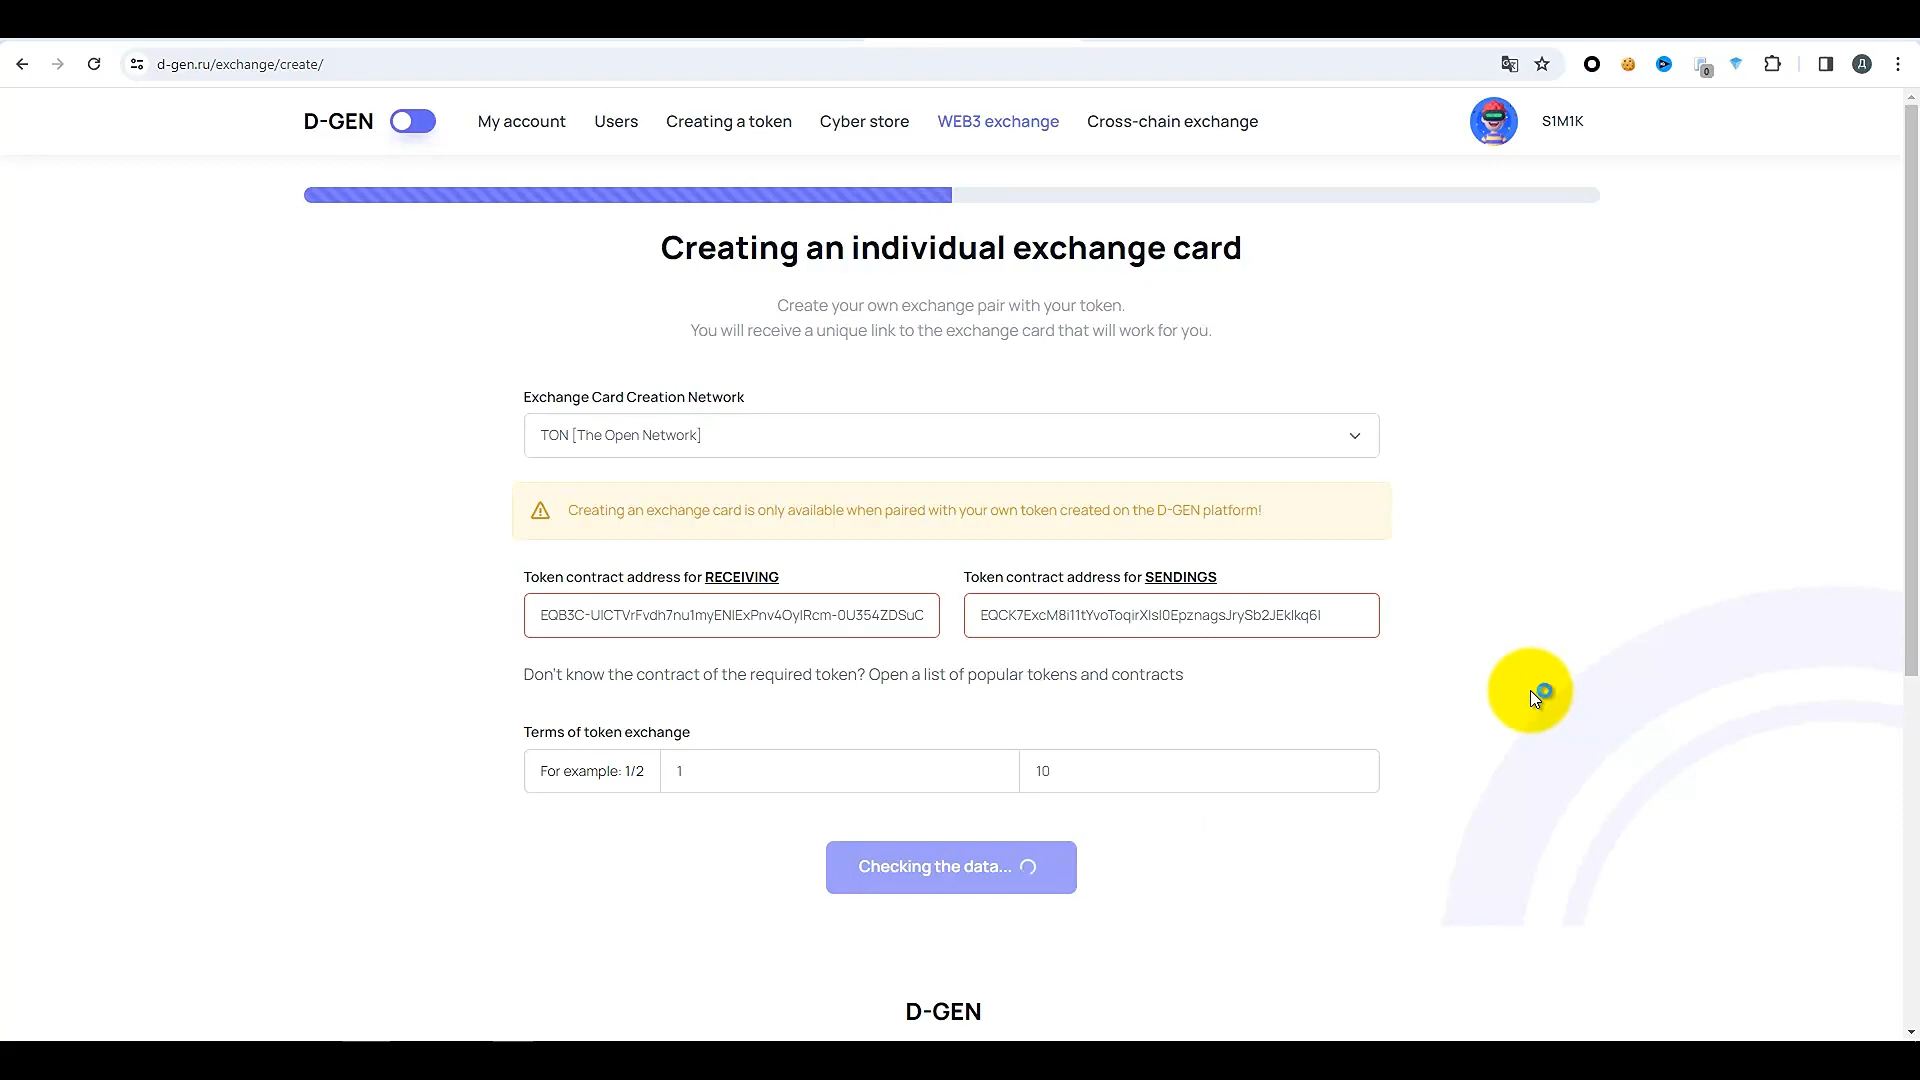 d-gen.ru/exchange/create/
0
Д
D-GEN
My account
Users
Creating a token
Cyber store
WEB3 exchange
Cross-chain exchange
S1M1K
Creating an individual exchange card
Create your own exchange pair with your token.
You will receive a unique link to the exchange card that will work for you.
Exchange Card Creation Network
TON [The Open Network]
Creating an exchange card is only available when paired with your own token created on the D-GEN platform!
Token contract address for RECEIVING
Token contract address for SENDINGS
EQB3C-UlCTVrFvdh7nu1myENlExPnv4OylRcm-0U354ZDSuC
EQCK7ExcM8i11tYvoToqirXIsl0EpznagsJrySb2JEklkq6I
Don't know the contract of the required token? Open a list of popular tokens and contracts
Terms of token exchange
For example: 1/2
1
10
Checking the data...
D-GEN